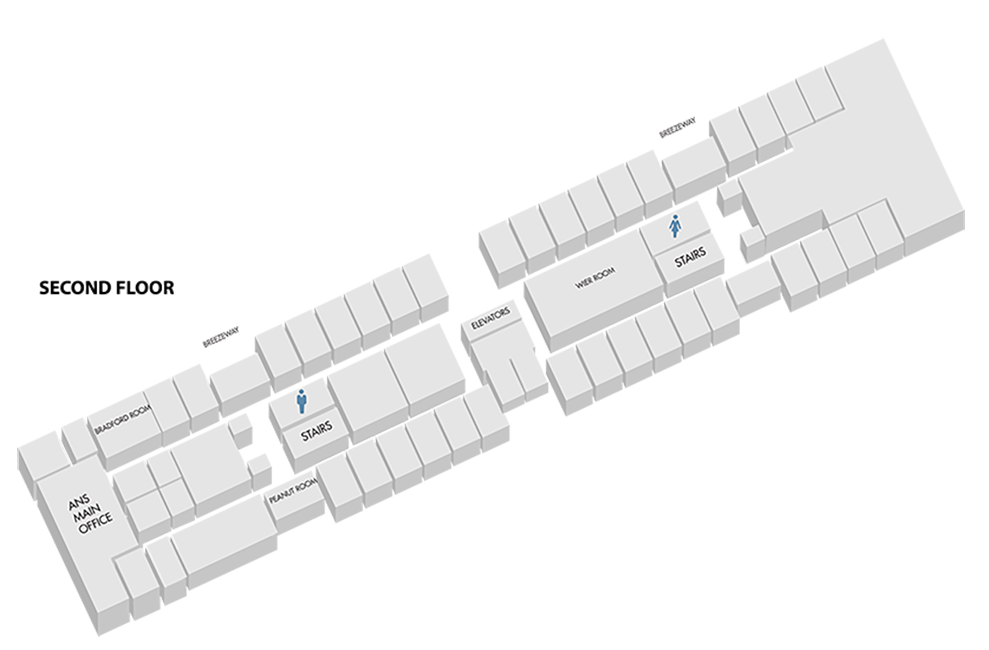 BREEZEWAY
STAIRS
WIER ROOM
SECOND FLOOR
ELEVATORS
BREEZEWAY
BRADFORD ROOM
STAIRS
PEANUT ROOM
ANS
MAIN
OFFICE